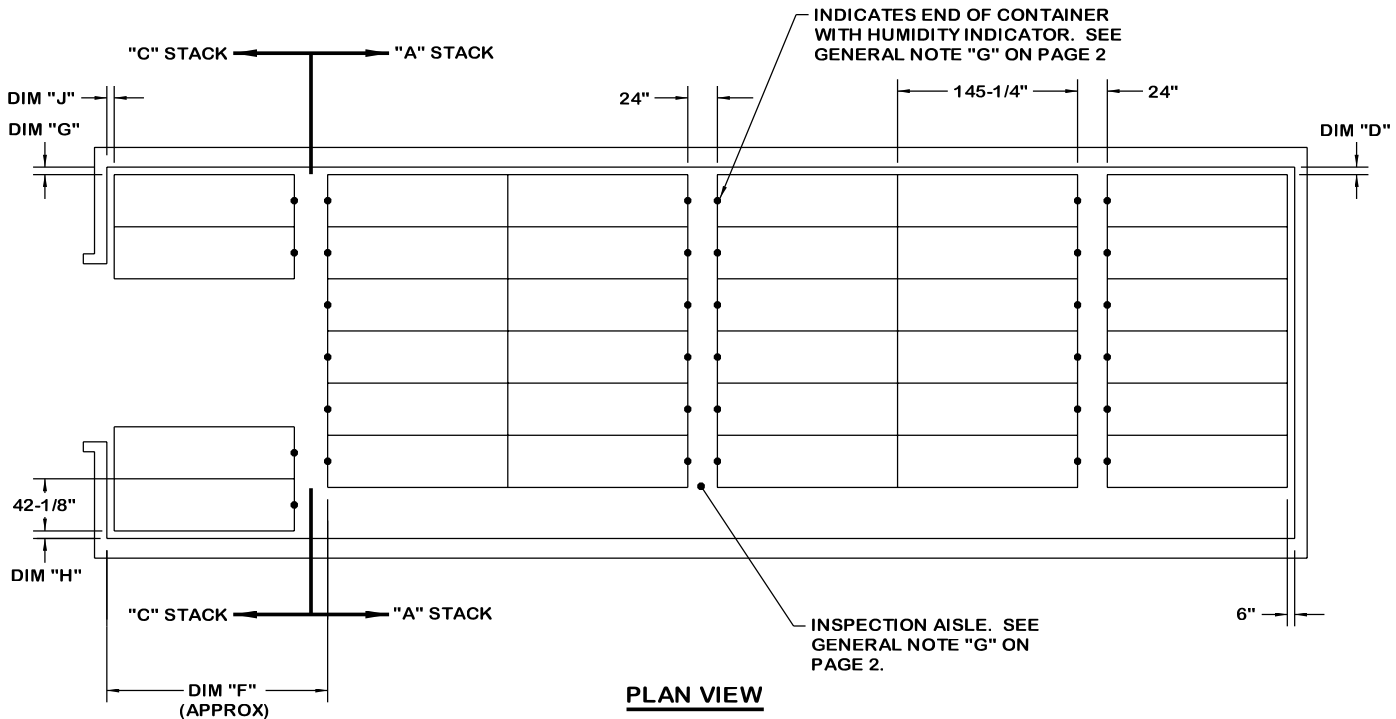 INDICATES END OF CONTAINER
WITH HUMIDITY INDICATOR. SEE
GENERAL NOTE "G" ON PAGE 2
"C" STACK
"A" STACK
DIM "J"
24"
145-1/4"
24"
DIM "G"
DIM "D"
42-1/8"
DIM "H"
"C" STACK
"A" STACK
6"
INSPECTION AISLE. SEE
GENERAL NOTE "G" ON
PAGE 2.
DIM "F"
(APPROX)
PLAN VIEW